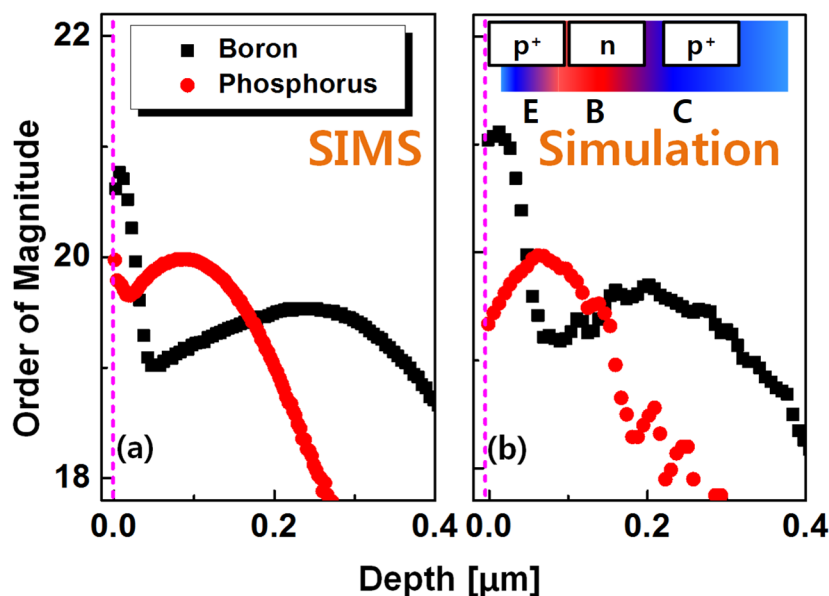 22
20
18
Order of Magnitude
Boron
Phosphorus
SIMS
(a)
0.0 0.2 0.4
p+ n p+
E B C
Simulation
(b)
0.0 0.2 0.4
Depth [μm]